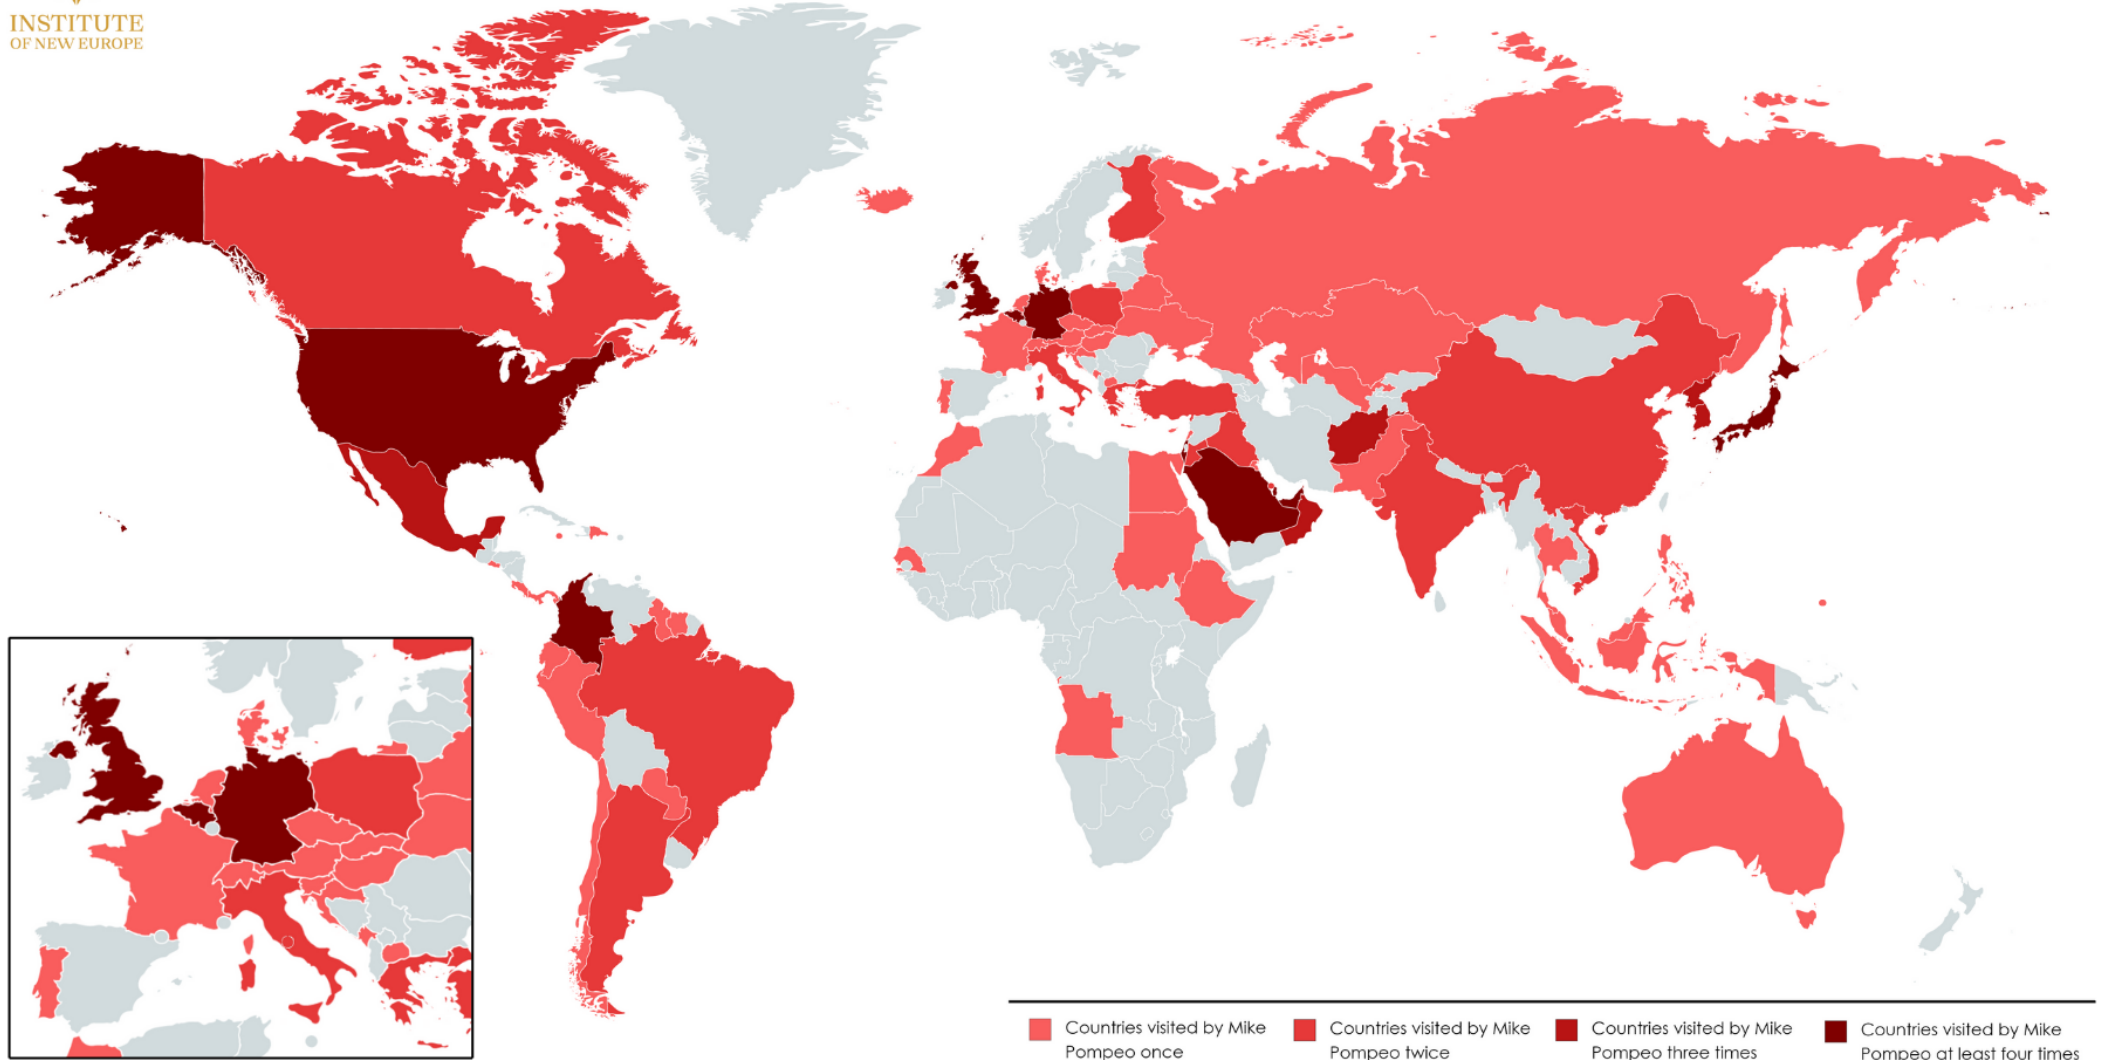 INSTITUTE
OF NEW EUROPE
Countries visited by Mike
Pompeo once
Countries visited by Mike
Pompeo twice
Countries visited by Mike
Pompeo three times
Countries visited by Mike
Pompeo at least four times